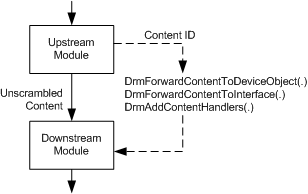 Upstream
Module
Content ID
Unscrambled
Content
DrmForwardContentToDeviceObject(.)
DrmForwardContentToInterface(.)
DrmAddContentHandlers(.)
Downstream
Module